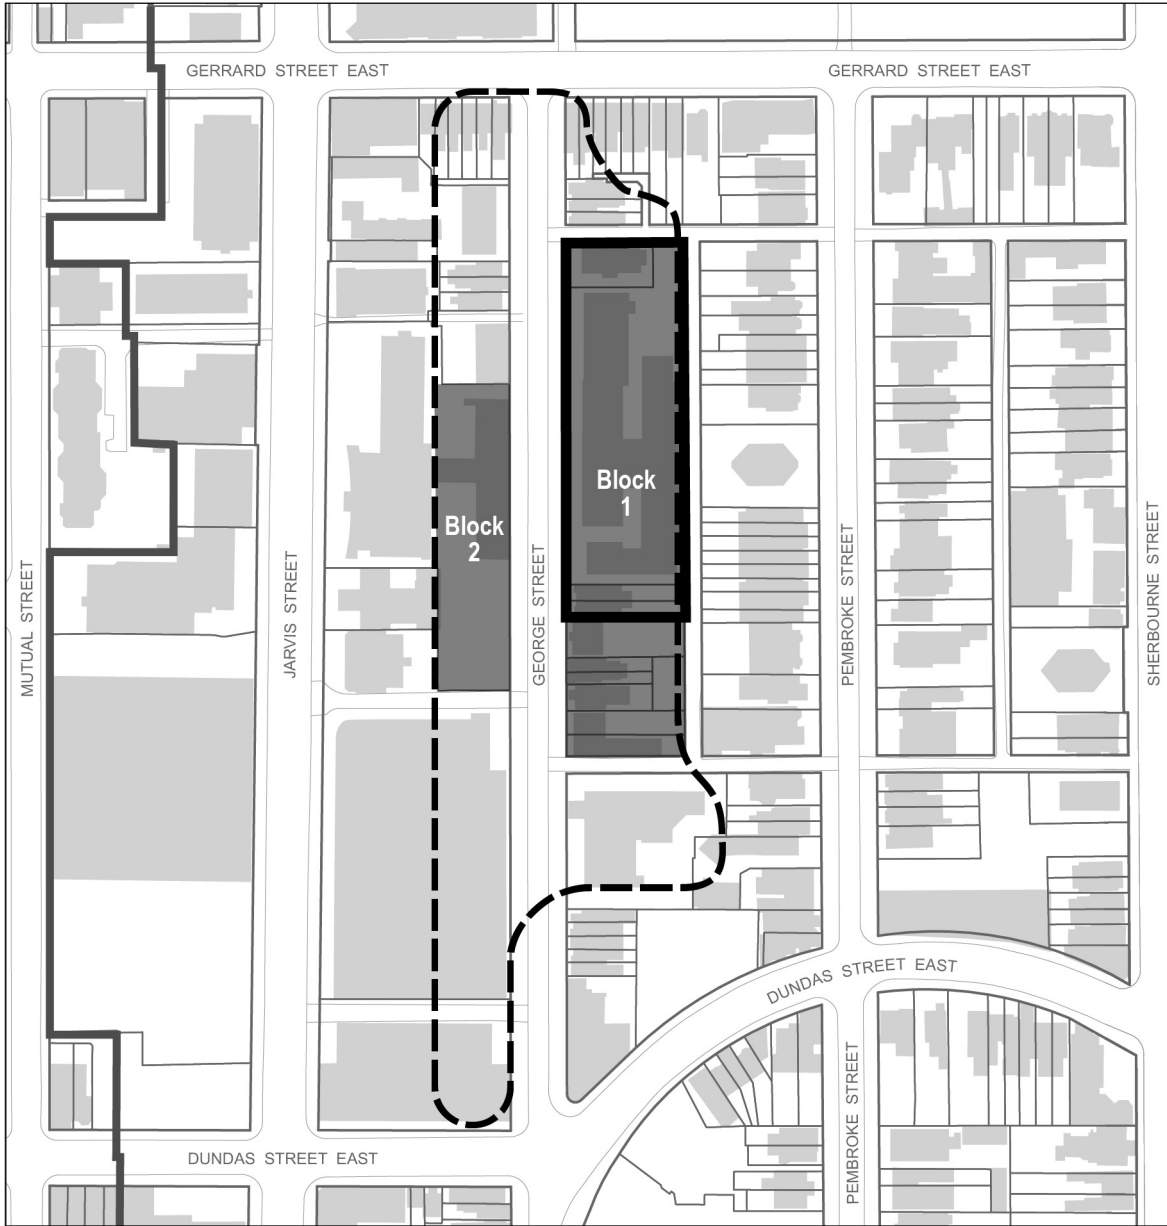 GERRARD STREET EAST
GERRARD STREET EAST
Block
1
Block
2
MUTUAL STREET
JARVIS STREET
GEORGE STREET
PEMBROKE STREET
SHERBOURNE STREET
DUNDAS STREET EAST
PEMBROKE STREET
DUNDAS STREET EAST